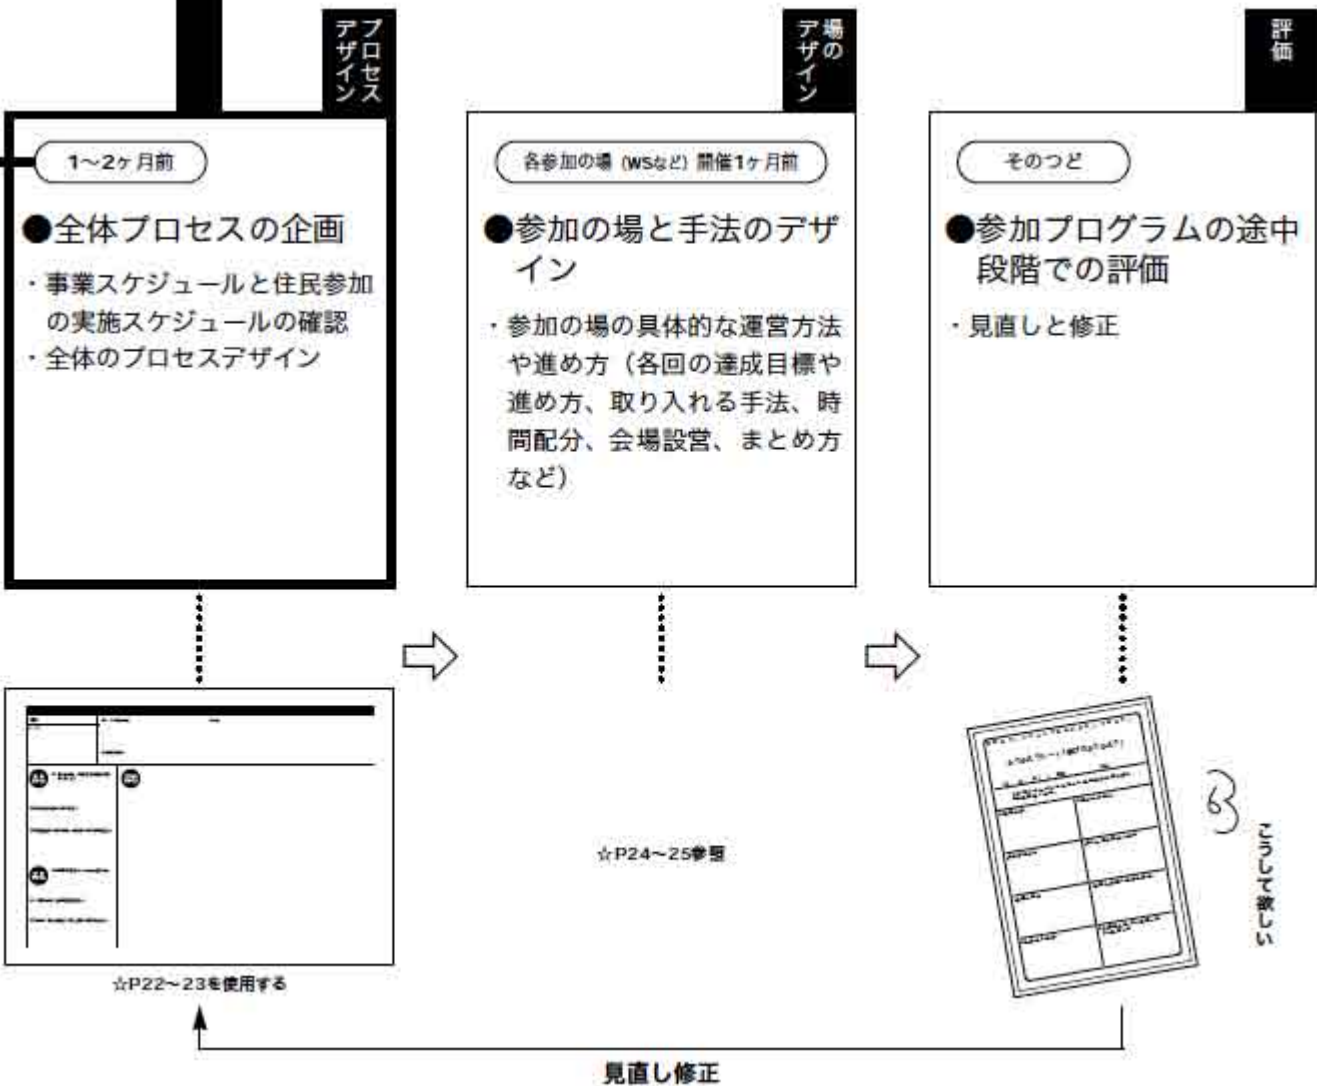 プロセス
デザイン
1〜2ヶ月前
●全体プロセスの企画
・事業スケジュールと住民参加
の実施スケジュールの確認
・全体のプロセスデザイン
☆P22〜23を使用する
場の
デザイン
各参加の場（WSなど）開催1ヶ月前
●参加の場と手法のデザ
イン
・参加の場の具体的な運営方法
や進め方（各回の達成目標や
進め方、取り入れる手法、時
間配分、会場設営、まとめ方
など）
☆P24〜25参照
評価
そのつど
●参加プログラムの途中
段階での評価
・見直しと修正
こうして欲しい
見直し修正